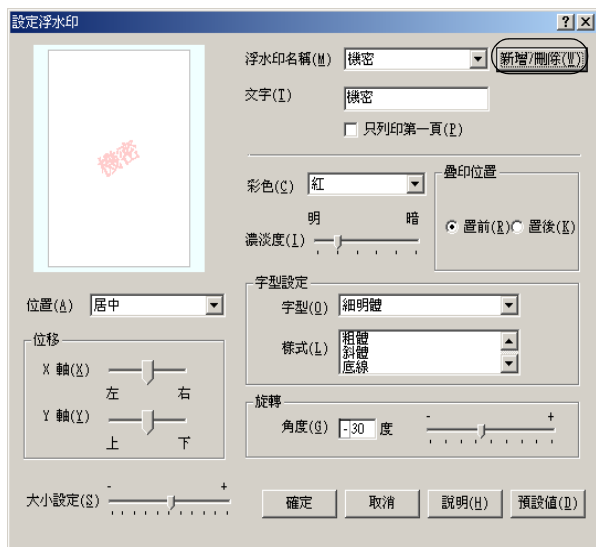 設定浮水印
浮水印名稱(M) 機密 新增/刪除(W)
文字(T) 機密
只列印第一頁(P)
機密
彩色(C) 紅
疊印位置
明 暗
濃淡度(I)
置前(R) 置後(K)
位置(A) 居中
字型設定
字型(O) 細明體
樣式(L) 粗體
斜體
底線
位移
X 軸(X)
左 右
Y 軸(Y)
上 下
旋轉
角度(G) -30 度 - +
大小設定(S) - +
確定 取消 說明(H) 預設值(D)